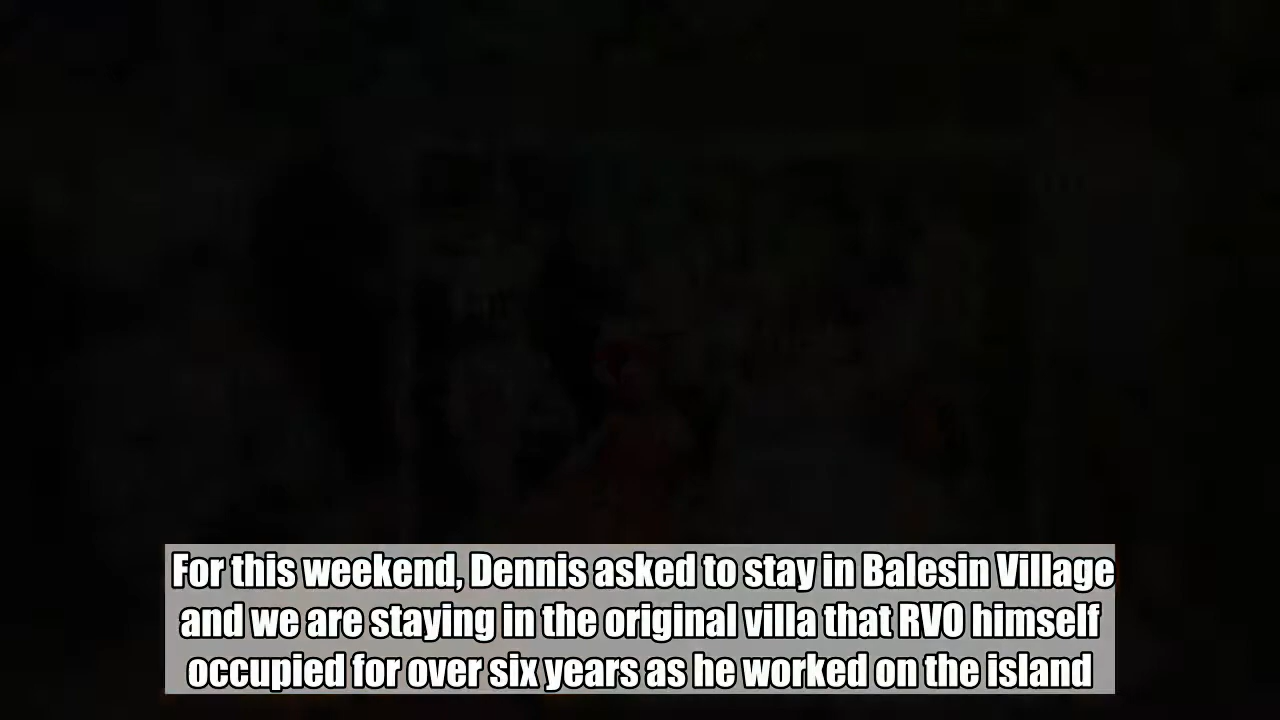 For this weekend, Dennis asked to stay in Balesin Village
and we are staying in the original villa that RVO himself
occupied for over six years as he worked on the island